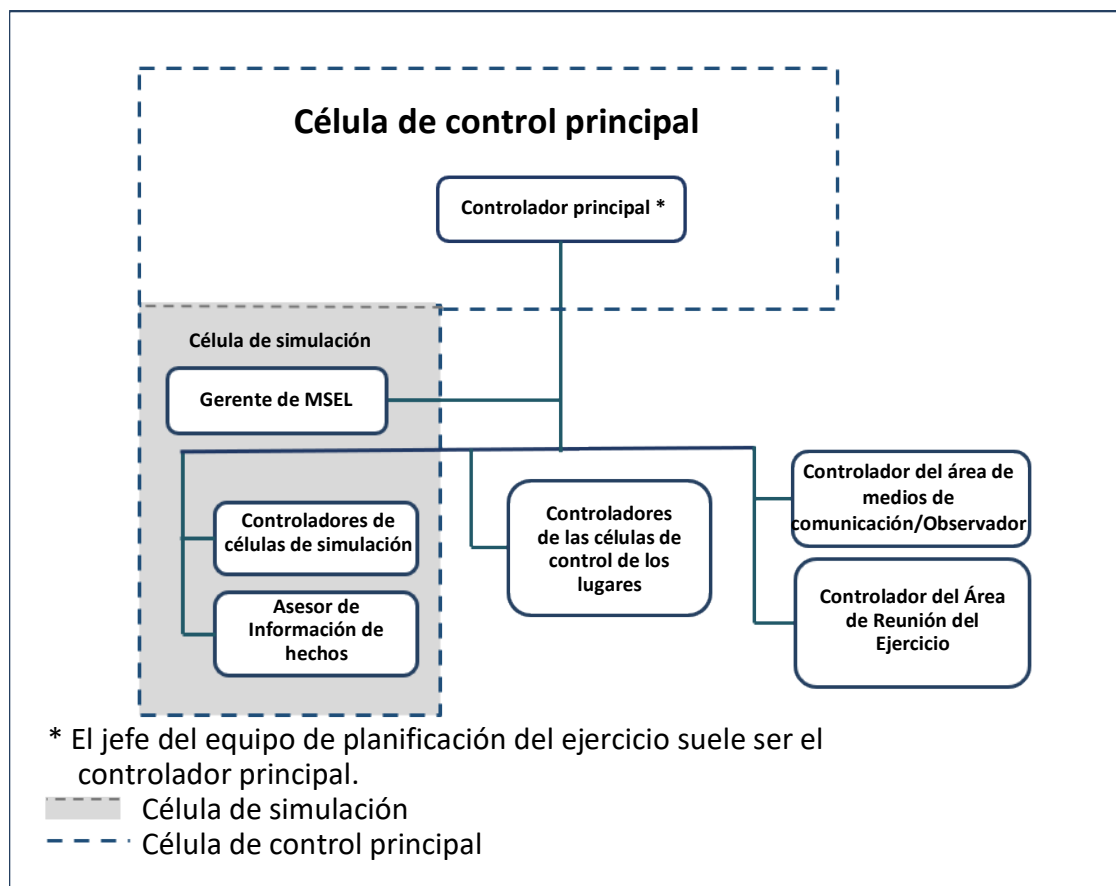 Célula de control principal
Controlador principal *
Célula de simulación
Gerente de MSEL
Controladores de
células de simulación
Asesor de
Información de
hechos
Controladores
de las células de
control de los
lugares
Controlador del área de
medios de
comunicación/Observador
Controlador del Área
de Reunión del
Ejercicio
* El jefe del equipo de planificación del ejercicio suele ser el
controlador principal.
Célula de simulación
Célula de control principal